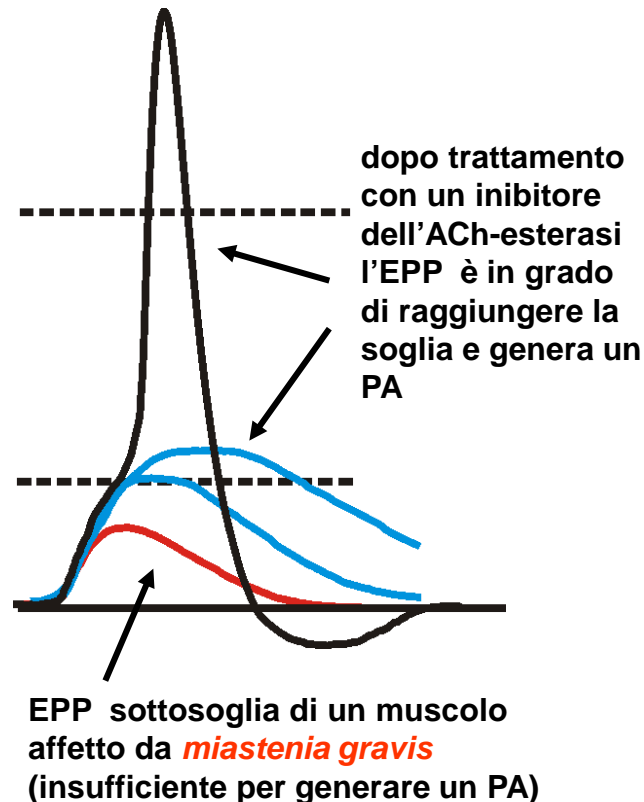 dopo trattamento
con un inibitore
dell’ACh-esterasi
l’EPP è in grado
di raggiungere la
soglia e genera un
PA
EPP sottosoglia di un muscolo
affetto da miastenia gravis
(insufficiente per generare un PA)